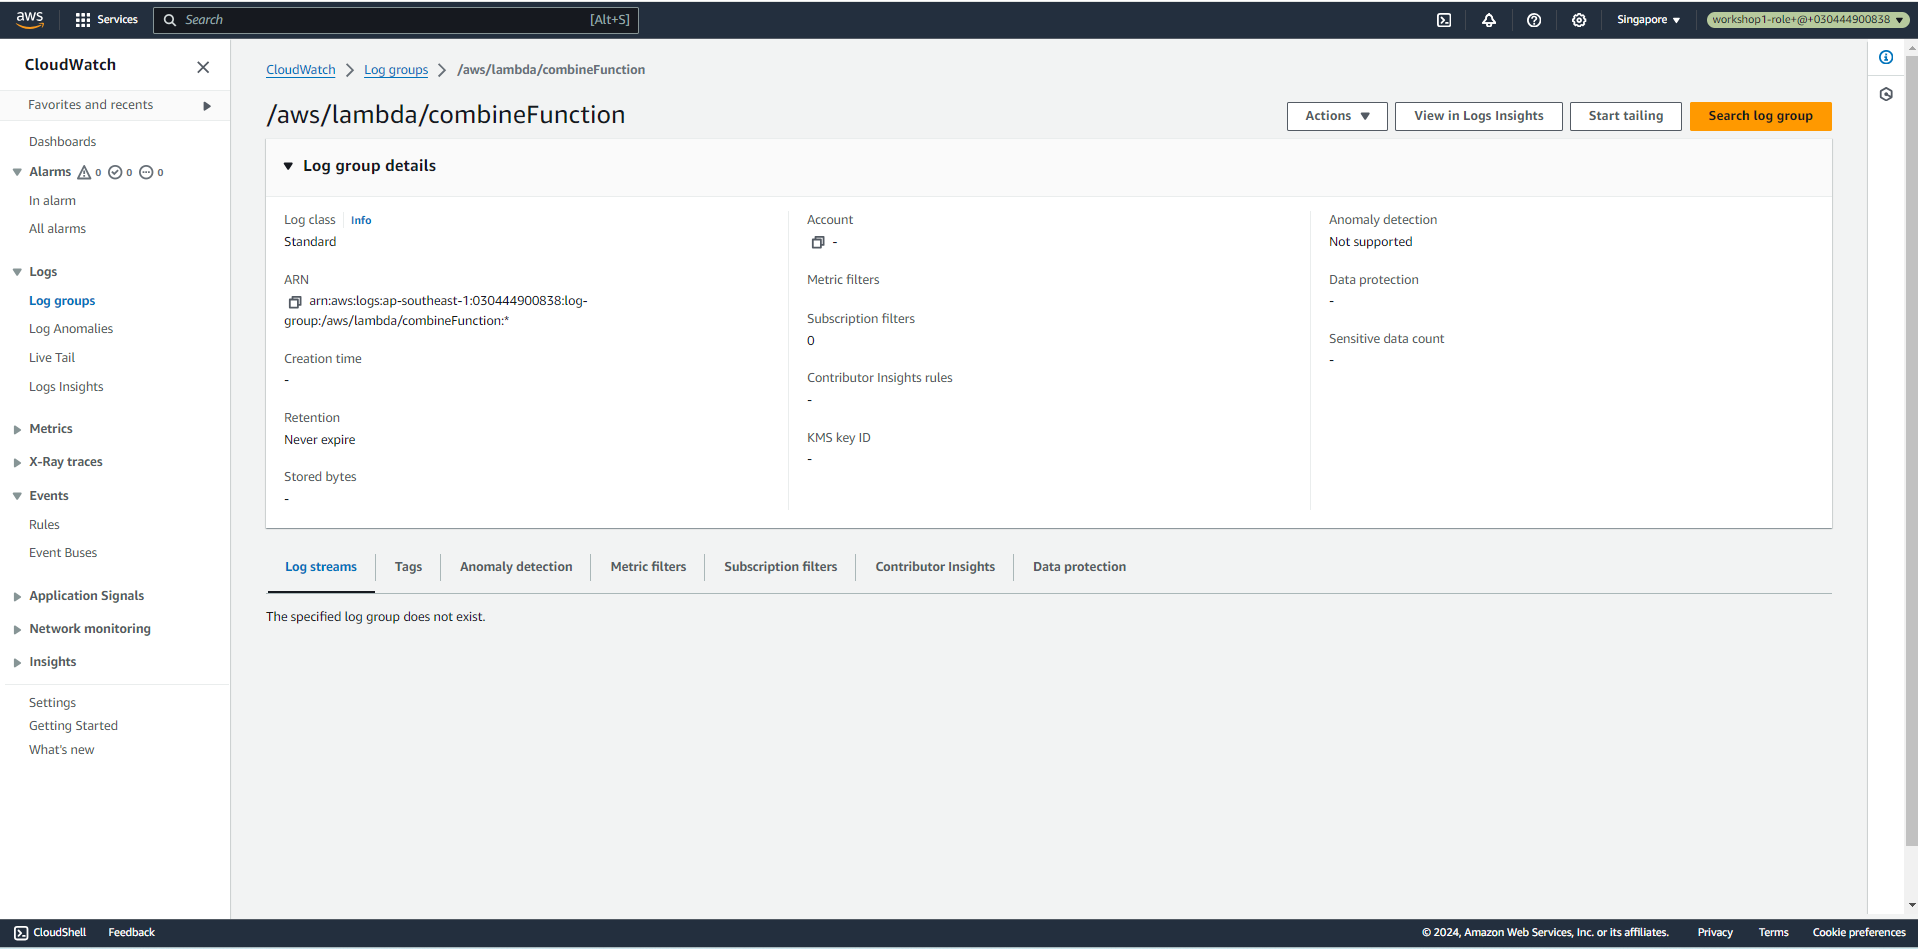 aws
Services
Search
[Alt+S]
Singapore
workshop1-role+@+030444900838
CloudWatch
Favorites and recents
Dashboards
Alarms 0 0 0
In alarm
All alarms
Logs
Log groups
Log Anomalies
Live Tail
Logs Insights
Metrics
X-Ray traces
Events
Rules
Event Buses
Application Signals
Network monitoring
Insights
Settings
Getting Started
What's new
CloudWatch
Log groups
/aws/lambda/combineFunction
/aws/lambda/combineFunction
Actions
View in Logs Insights
Start tailing
Search log group
Log group details
Log class
Info
Standard
ARN
arn:aws:logs:ap-southeast-1:030444900838:log-
group:/aws/lambda/combineFunction:*
Creation time
-
Retention
Never expire
Stored bytes
-
Account
-
Metric filters
Subscription filters
0
Contributor Insights rules
-
KMS key ID
-
Anomaly detection
Not supported
Data protection
-
Sensitive data count
-
Log streams
Tags
Anomaly detection
Metric filters
Subscription filters
Contributor Insights
Data protection
The specified log group does not exist.
CloudShell
Feedback
© 2024, Amazon Web Services, Inc. or its affiliates.
Privacy
Terms
Cookie preferences